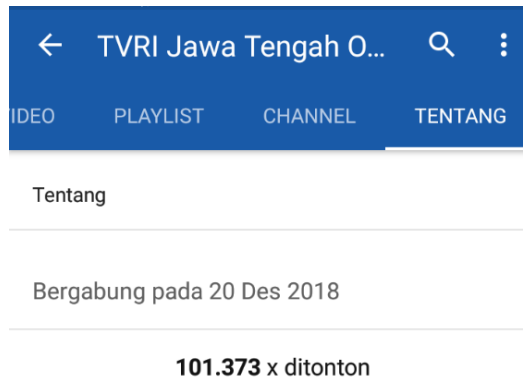 TVRI Jawa Tengah O...
IDEO PLAYLIST CHANNEL TENTANG
Tentang
Bergabung pada 20 Des 2018
101.373 x ditonton